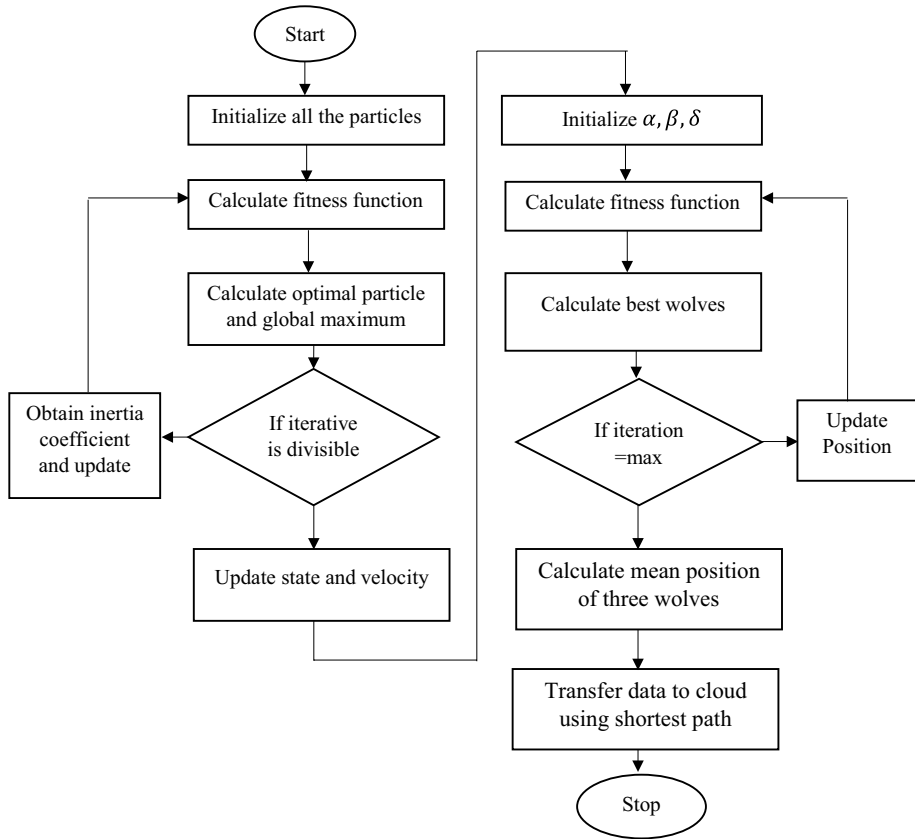 Start
Initialize all the particles
Calculate fitness function
Calculate optimal particle
and global maximum
If iterative
is divisible
Obtain inertia
coefficient
and update
Update state and velocity
Initialize α, β, δ
Calculate fitness function
Calculate best wolves
If iteration
=max
Update
Position
Calculate mean position
of three wolves
Transfer data to cloud
using shortest path
Stop